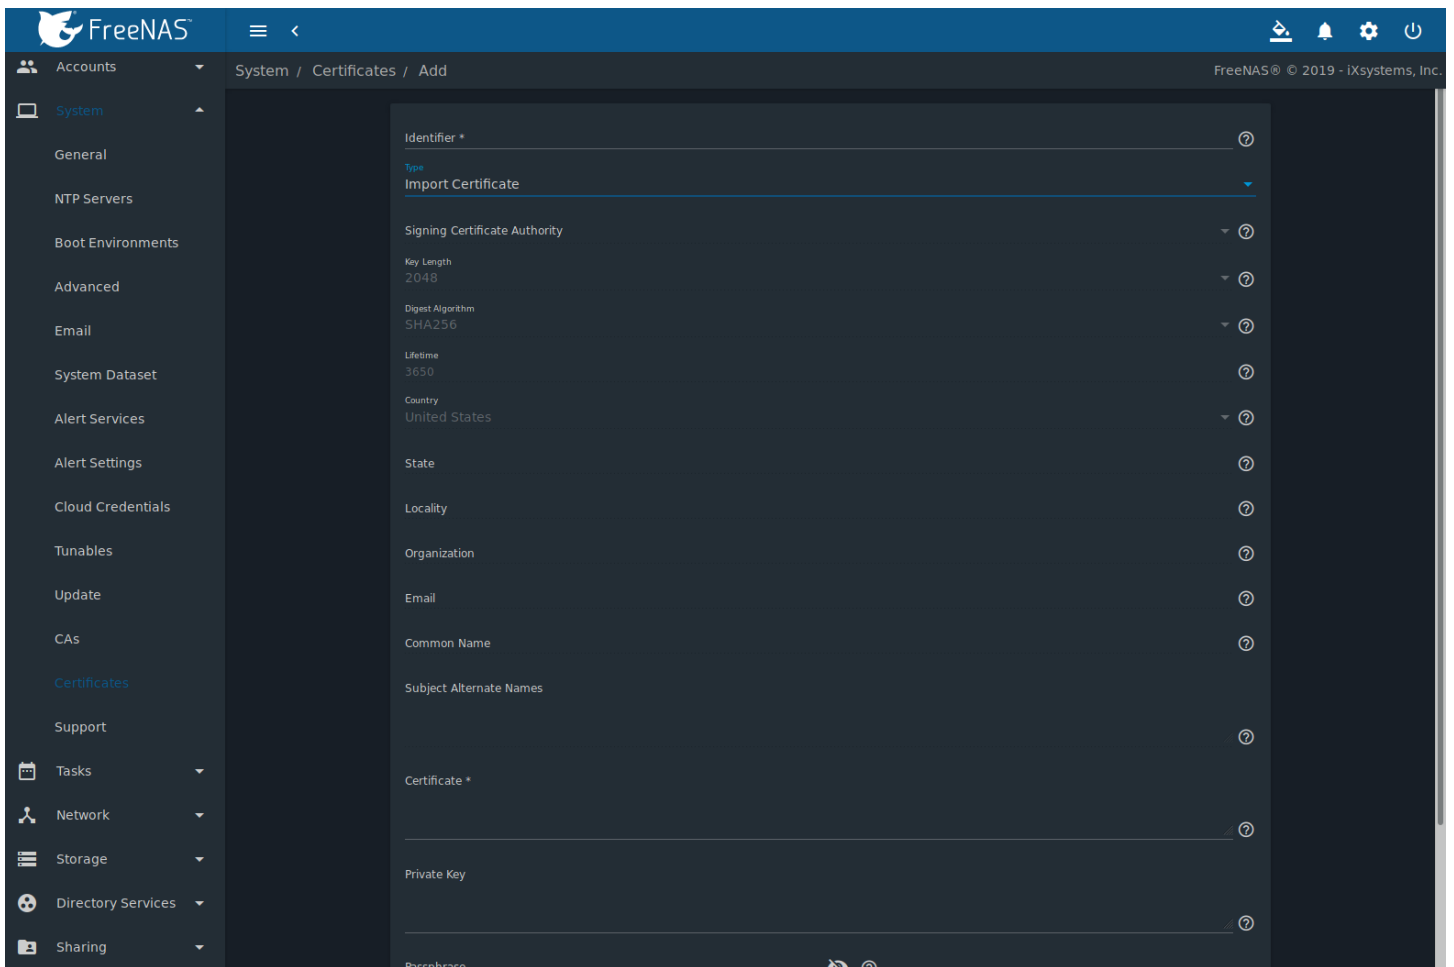 FreeNAS™
Accounts
System / Certificates / Add
FreeNAS® © 2019 - iXsystems, Inc.
System
General
NTP Servers
Boot Environments
Advanced
Email
System Dataset
Alert Services
Alert Settings
Cloud Credentials
Tunables
Update
CAs
Certificates
Support
Tasks
Network
Storage
Directory Services
Sharing
Identifier *
Type
Import Certificate
Signing Certificate Authority
Key Length
2048
Digest Algorithm
SHA256
Lifetime
3650
Country
United States
State
Locality
Organization
Email
Common Name
Subject Alternate Names
Certificate *
Private Key
Passphrase